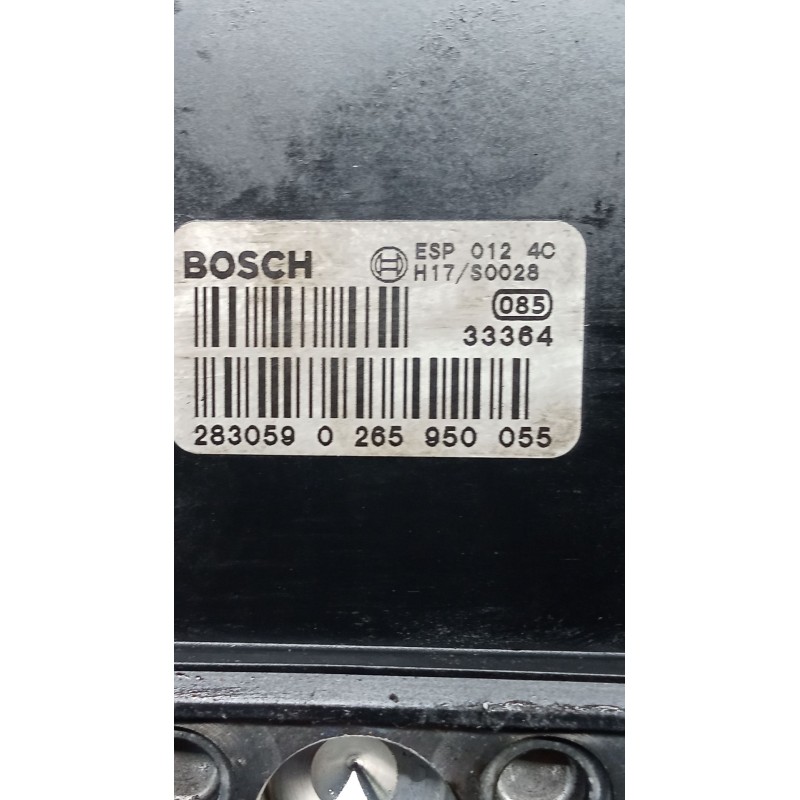 BOSCH
ESP 012 4C
H17/S0028
085
33364
283059 0 265 950 055